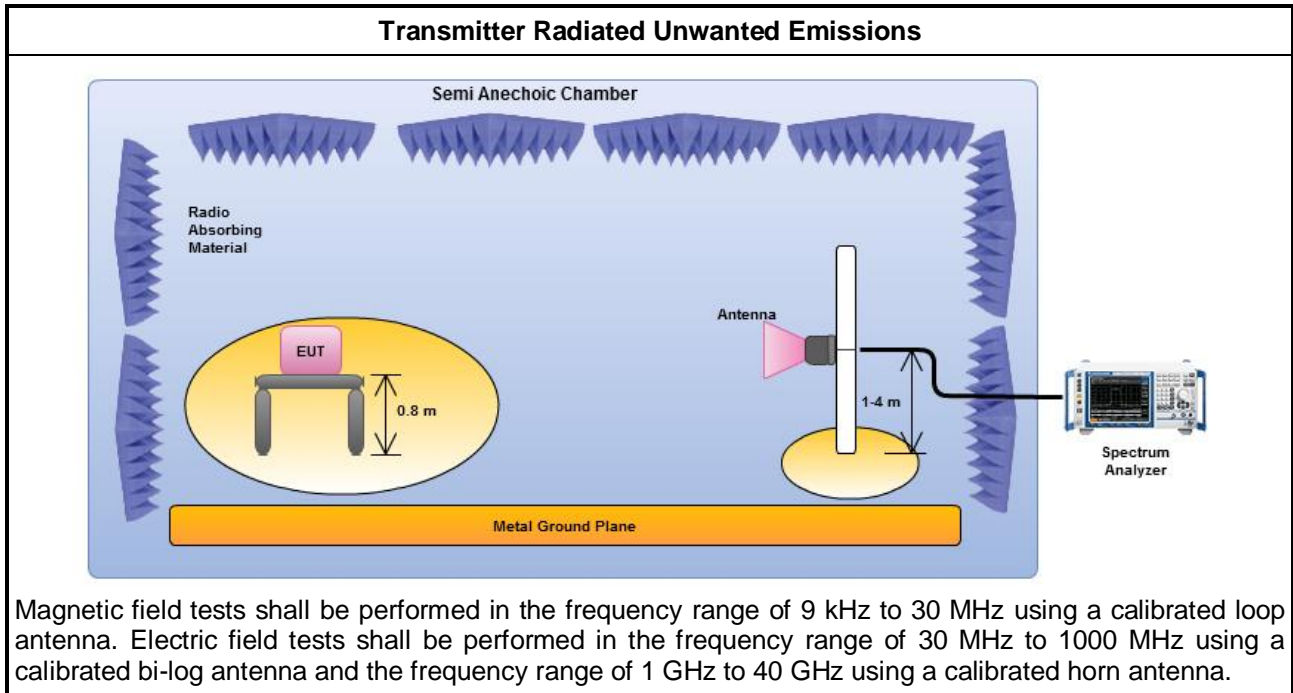 Transmitter Radiated Unwanted Emissions
Semi Anechoic Chamber
Radio
Absorbing
Material
Antenna
EUT
0.8 m
1-4 m
Spectrum
Analyzer
Metal Ground Plane
Magnetic field tests shall be performed in the frequency range of 9 kHz to 30 MHz using a calibrated loop
antenna. Electric field tests shall be performed in the frequency range of 30 MHz to 1000 MHz using a
calibrated bi-log antenna and the frequency range of 1 GHz to 40 GHz using a calibrated horn antenna.